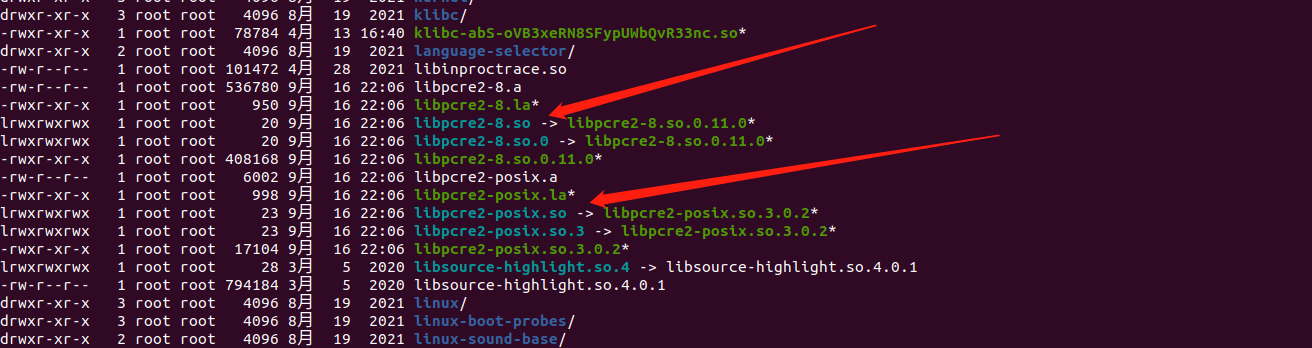 drwxr-xr-x 3 root root 4096 8月 19 2021 kernel/
drwxr-xr-x 3 root root 4096 8月 19 2021 klibc/
-rwxr-xr-x 1 root root 78784 4月 13 16:40 klibc-abS-oVB3xeRN8SFypUWbQvR33nc.so*
drwxr-xr-x 2 root root 4096 8月 19 2021 language-selector/
-rw-r--r-- 1 root root 101472 4月 28 2021 libinproctrace.so
-rw-r--r-- 1 root root 536780 9月 16 22:06 libpcre2-8.a
-rwxr-xr-x 1 root root 950 9月 16 22:06 libpcre2-8.la*
lrwxrwxrwx 1 root root 20 9月 16 22:06 libpcre2-8.so -> libpcre2-8.so.0.11.0*
lrwxrwxrwx 1 root root 20 9月 16 22:06 libpcre2-8.so.0 -> libpcre2-8.so.0.11.0*
-rwxr-xr-x 1 root root 408168 9月 16 22:06 libpcre2-8.so.0.11.0*
-rw-r--r-- 1 root root 6002 9月 16 22:06 libpcre2-posix.a
-rwxr-xr-x 1 root root 998 9月 16 22:06 libpcre2-posix.la*
lrwxrwxrwx 1 root root 23 9月 16 22:06 libpcre2-posix.so -> libpcre2-posix.so.3.0.2*
lrwxrwxrwx 1 root root 23 9月 16 22:06 libpcre2-posix.so.3 -> libpcre2-posix.so.3.0.2*
-rwxr-xr-x 1 root root 17104 9月 16 22:06 libpcre2-posix.so.3.0.2*
lrwxrwxrwx 1 root root 28 3月 5 2020 libsource-highlight.so.4 -> libsource-highlight.so.4.0.1
-rw-r--r-- 1 root root 794184 3月 5 2020 libsource-highlight.so.4.0.1
drwxr-xr-x 3 root root 4096 8月 19 2021 linux/
drwxr-xr-x 3 root root 4096 8月 19 2021 linux-boot-probes/
drwxr-xr-x 2 root root 4096 8月 19 2021 linux-sound-base/